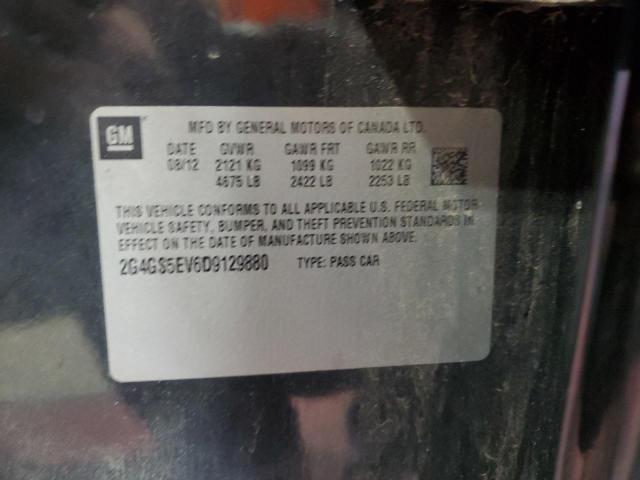 GM
MFD BY GENERAL MOTORS OF CANADA LTD.
DATE GVWR GAWR FRT GAWR RR
08/12 2121 KG 1099 KG 1022 KG
4675 LB 2422 LB 2253 LB
THIS VEHICLE CONFORMS TO ALL APPLICABLE U.S. FEDERAL MOTOR
VEHICLE SAFETY, BUMPER, AND THEFT PREVENTION STANDARDS IN
EFFECT ON THE DATE OF MANUFACTURE SHOWN ABOVE.
2G4GS5EV6D9129880 TYPE: PASS CAR